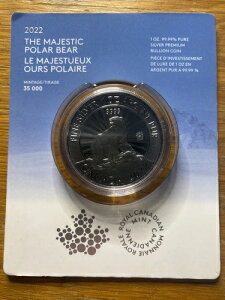 2022
THE MAJESTIC
POLAR BEAR
LE MAJESTUEUX
OURS POLAIRE
MINTAGE/TIRAGE
35 000
1 OZ. 99.99% PURE
SILVER PREMIUM
BULLION COIN
PIÈCE D'INVESTISSEMENT
DE LUXE DE 1 OZ EN
ARGENT PUR À 99,99 %
9999
ROYAL CANADIAN MINT
MONNAIE ROYALE CANADIENNE